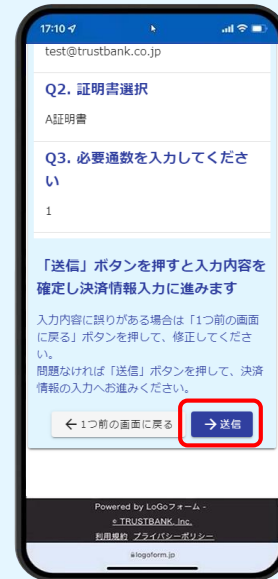 17:10
test@trustbank.co.jp
Q2. 証明書選択
A証明書
Q3. 必要通数を入力してくださ
い
1
「送信」ボタンを押すと入力内容を
確定し決済情報入力に進みます
入力内容に誤りがある場合は「1つ前の画面
に戻る」ボタンを押して、修正してくださ
い。
問題なければ「送信」ボタンを押して、決済
情報の入力へお進みください。
←1つ前の画面に戻る →送信
Powered by LoGoフォーム -
© TRUSTBANK, Inc.
利用規約 プライバシーポリシー
logoform.jp